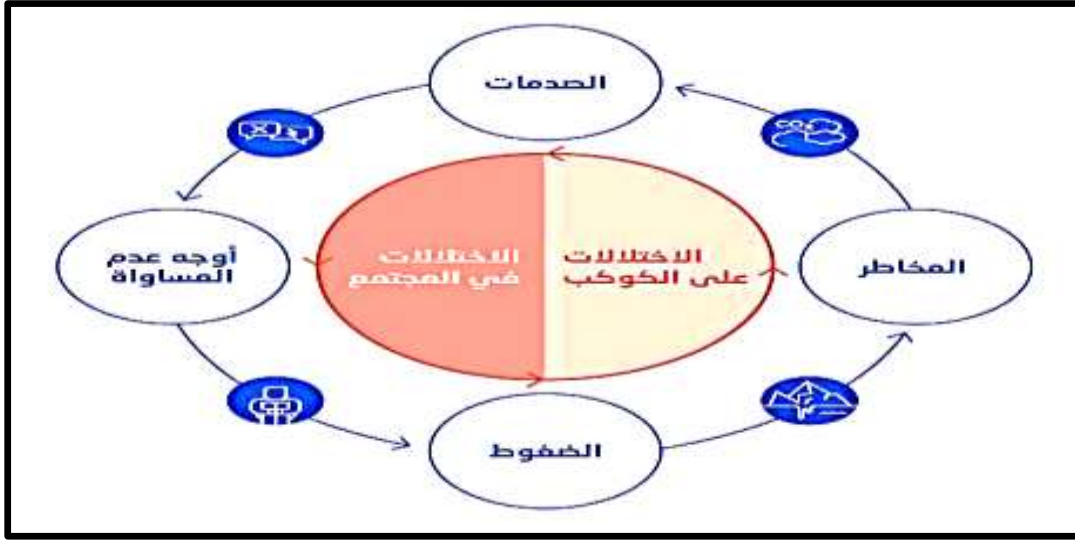 الصدمات
المخاطر
الاختلالات
على الكوكب
الاختلالات
في المجتمع
أوجه عدم
المساواة
الضغوط